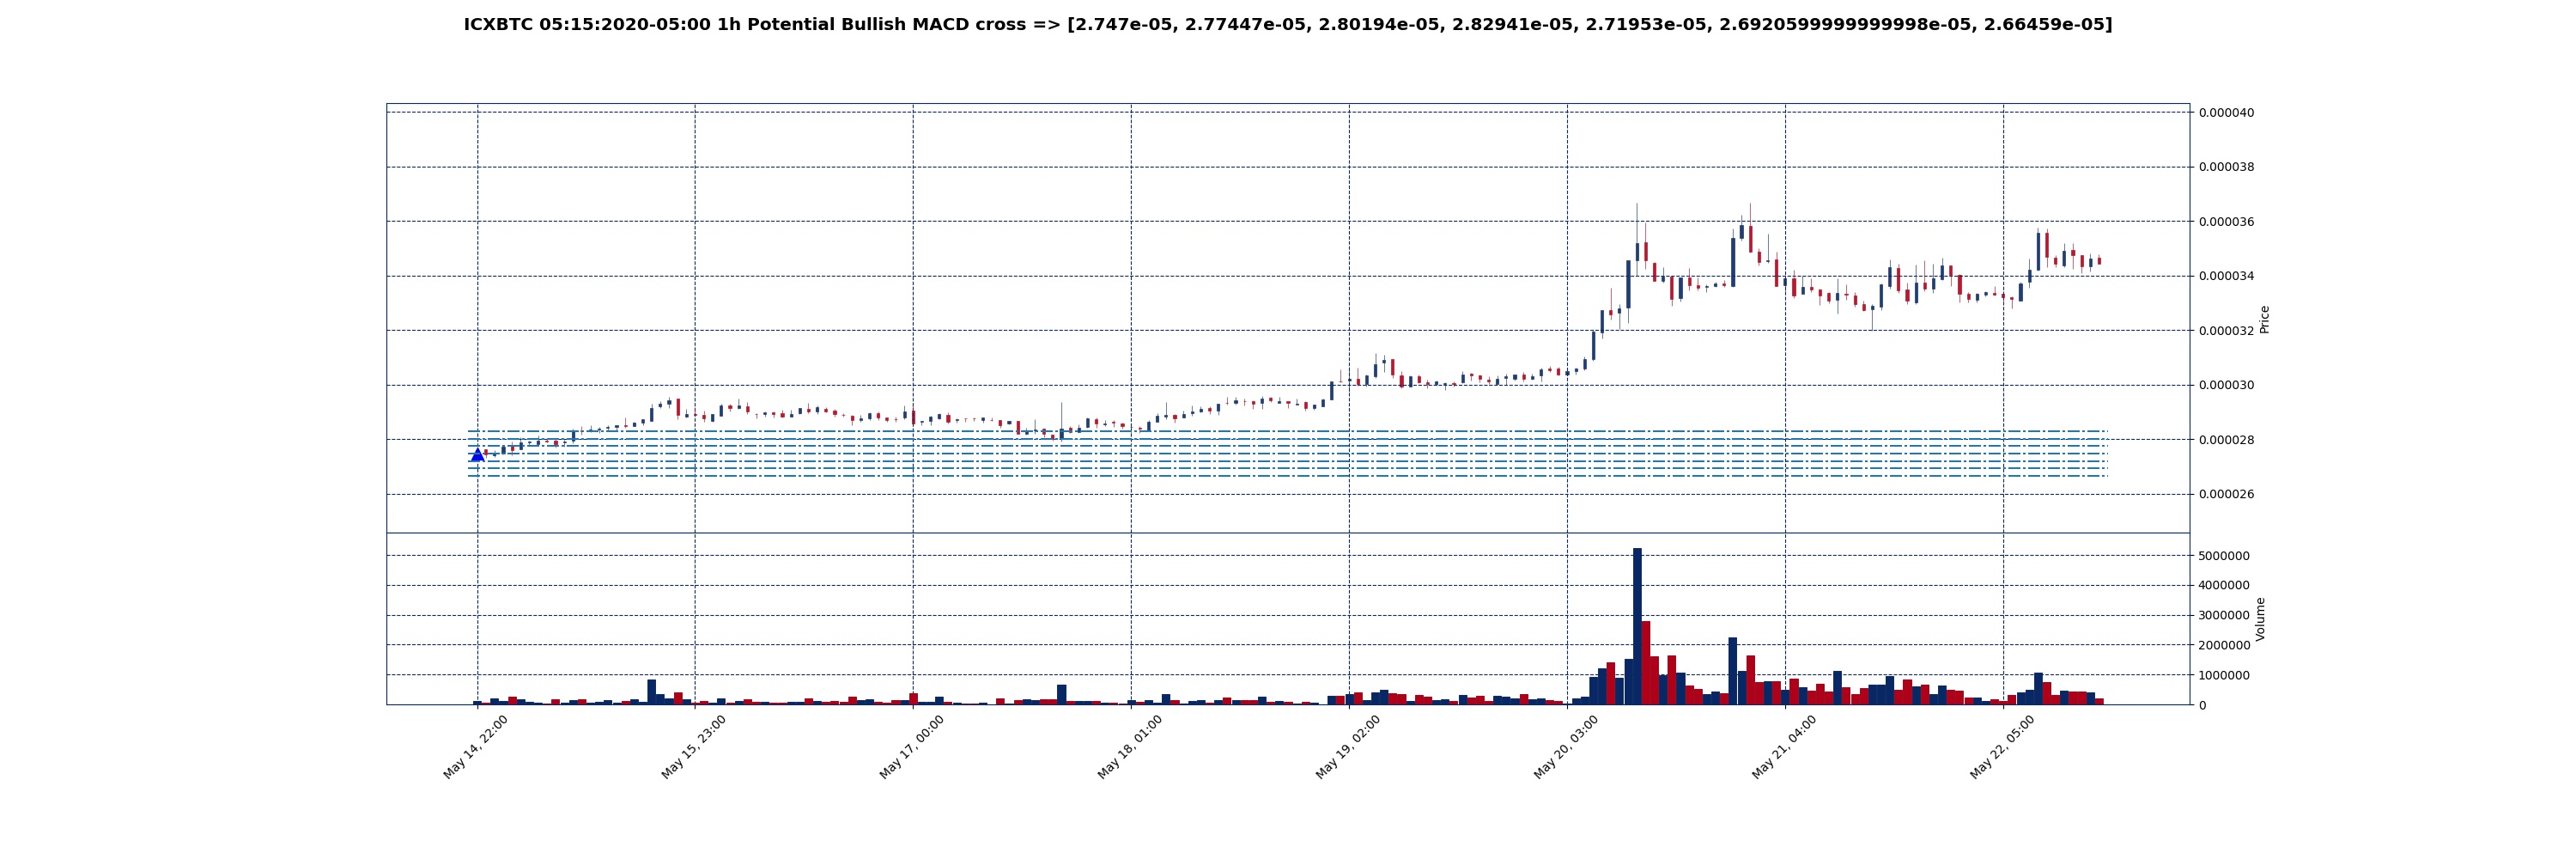 ICXBTC 05:15:2020-05:00 1h Potential Bullish MACD cross => [2.747e-05, 2.77447e-05, 2.80194e-05, 2.82941e-05, 2.71953e-05, 2.6920599999999998e-05, 2.66459e-05]
0.000040
0.000038
0.000036
0.000034
0.000032
0.000030
0.000028
0.000026
Price
5000000
4000000
3000000
2000000
1000000
0
Volume
May 14, 22:00
May 15, 23:00
May 17, 00:00
May 18, 01:00
May 19, 02:00
May 20, 03:00
May 21, 04:00
May 22, 05:00